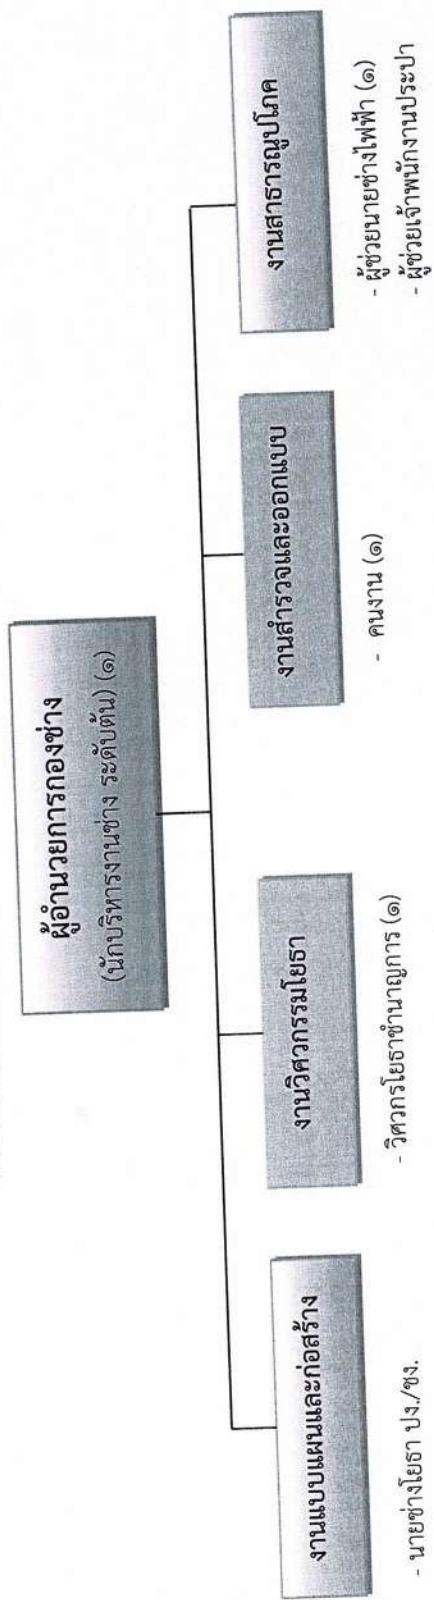 ผู้อำนวยการกองช่าง
(นักบริหารงานช่าง ระดับต้น) (๑)
งานแบบแผนและก่อสร้าง
- นายช่างโยธา ปง./ชง.
งานวิศวกรรมโยธา
- วิศวกรโยธาชำนาญการ (๑)
งานสำรวจและออกแบบ
- คนงาน (๑)
งานสาธารณูปโภค
- ผู้ช่วยนายช่างไฟฟ้า (๑)
- ผู้ช่วยเจ้าพนักงานประปา